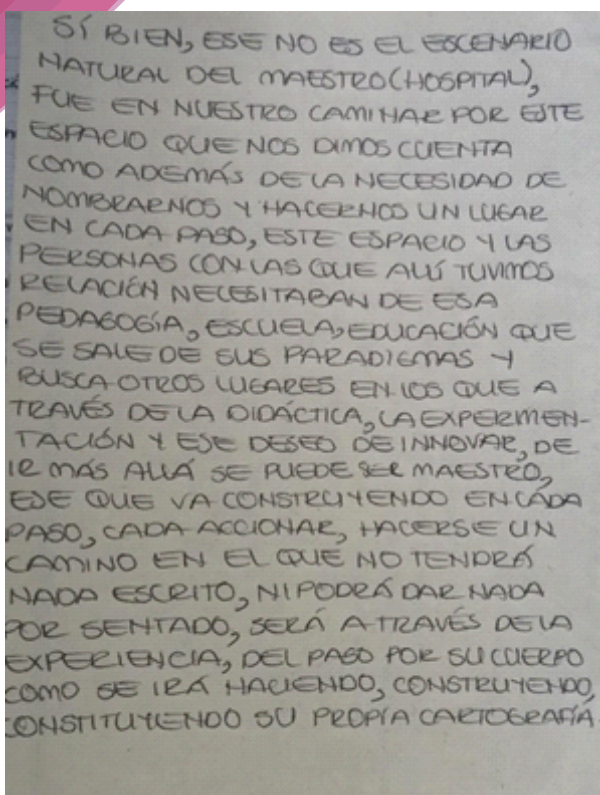 SÍ BIEN, ESE NO ES EL ESCENARIO
NATURAL DEL MAESTRO (HOSPITAL),
FUE EN NUESTRO CAMINAR POR ESTE
ESPACIO QUE NOS DIMOS CUENTA
COMO ADEMÁS DE LA NECESIDAD DE
NOMBRARNOS Y HACERNOS UN LUGAR
EN CADA PASO, ESTE ESPACIO Y LAS
PERSONAS CON LAS QUE ALLÍ TUVIMOS
RELACIÓN NECESITABAN DE ESA
PEDAGOGÍA, ESCUELA, EDUCACIÓN QUE
SE SALE DE SUS PARADIGMAS Y
BUSCA OTROS LUGARES EN LOS QUE A
TRAVÉS DE LA DIDÁCTICA, LA EXPERIMEN-
TACIÓN Y ESE DESEO DE INNOVAR, DE
IR MÁS ALLÁ SE PUEDE SER MAESTRO,
ESE QUE VA CONSTRUYENDO EN CADA
PASO, CADA ACCIONAR, HACERSE UN
CAMINO EN EL QUE NO TENDRÁ
NADA ESCRITO, NI PODRÁ DAR NADA
POR SENTADO, SERÁ A TRAVÉS DE LA
EXPERIENCIA, DEL PASO POR SU CUERPO
COMO SE IRÁ HACIENDO, CONSTRUYENDO,
CONSTITUYENDO SU PROPÍA CARTOGRAFÍA